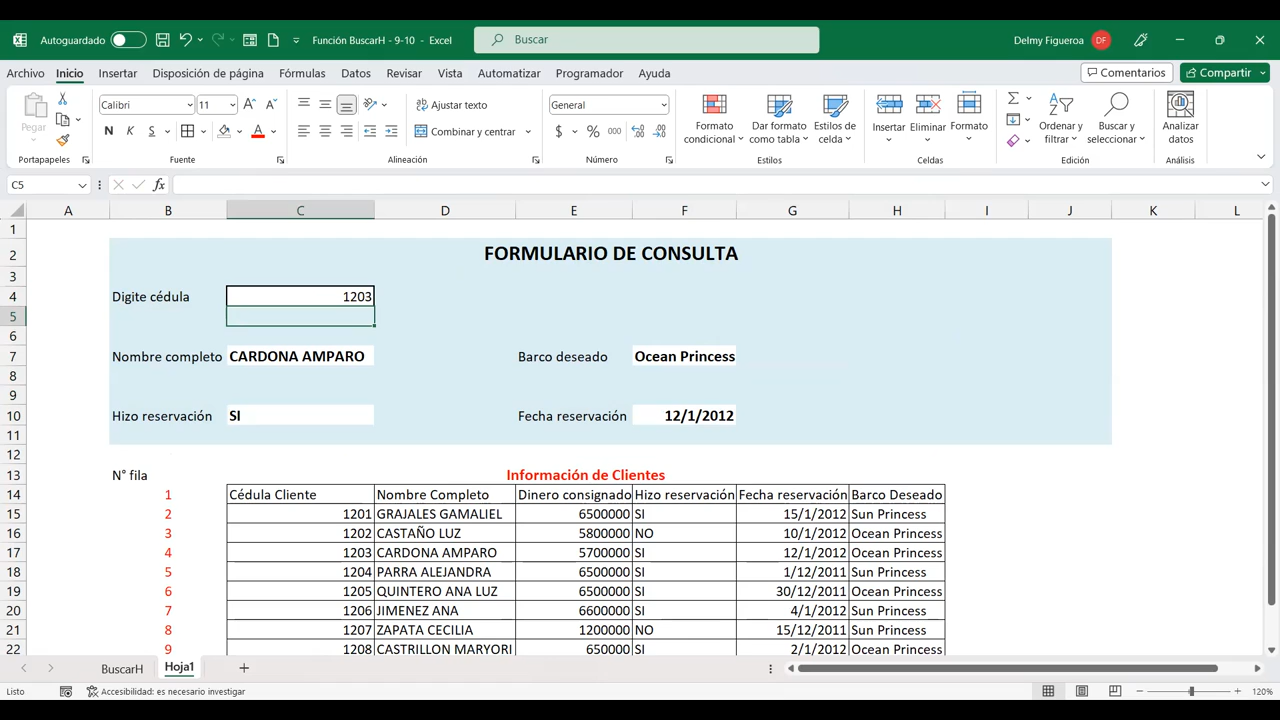 Autoguardado
Función BuscarH - 9-10 - Excel
Buscar
Delmy Figueroa DF
Archivo Inicio Insertar Disposición de página Fórmulas Datos Revisar Vista Automatizar Programador Ayuda
Comentarios Compartir
Pegar
Calibri 11
N K S
Ajustar texto
Combinar y centrar
General
$ % 000
Formato condicional
Dar formato como tabla
Estilos de celda
Insertar Eliminar Formato
Ordenar y filtrar
Buscar y seleccionar
Analizar datos
Portapapeles Fuente Alineación Número Estilos Celdas Edición Análisis
C5 fx
A B C D E F G H I J K L
1
2 FORMULARIO DE CONSULTA
3
4 Digite cédula 1203
5
6
7 Nombre completo CARDONA AMPARO Barco deseado Ocean Princess
8
9
10 Hizo reservación SI Fecha reservación 12/1/2012
11
12
13 N° fila Información de Clientes
14 1 Cédula Cliente Nombre Completo Dinero consignado Hizo reservación Fecha reservación Barco Deseado
15 2 1201 GRAJALES GAMALIEL 6500000 SI 15/1/2012 Sun Princess
16 3 1202 CASTAÑO LUZ 5800000 NO 10/1/2012 Ocean Princess
17 4 1203 CARDONA AMPARO 5700000 SI 12/1/2012 Ocean Princess
18 5 1204 PARRA ALEJANDRA 6500000 SI 1/12/2011 Sun Princess
19 6 1205 QUINTERO ANA LUZ 6500000 SI 30/12/2011 Ocean Princess
20 7 1206 JIMENEZ ANA 6600000 SI 4/1/2012 Sun Princess
21 8 1207 ZAPATA CECILIA 1200000 NO 15/12/2011 Sun Princess
22 9 1208 CASTRILLON MARYORI 650000 SI 2/1/2012 Ocean Princess
BuscarH Hoja1
Listo Accesibilidad: es necesario investigar 120%